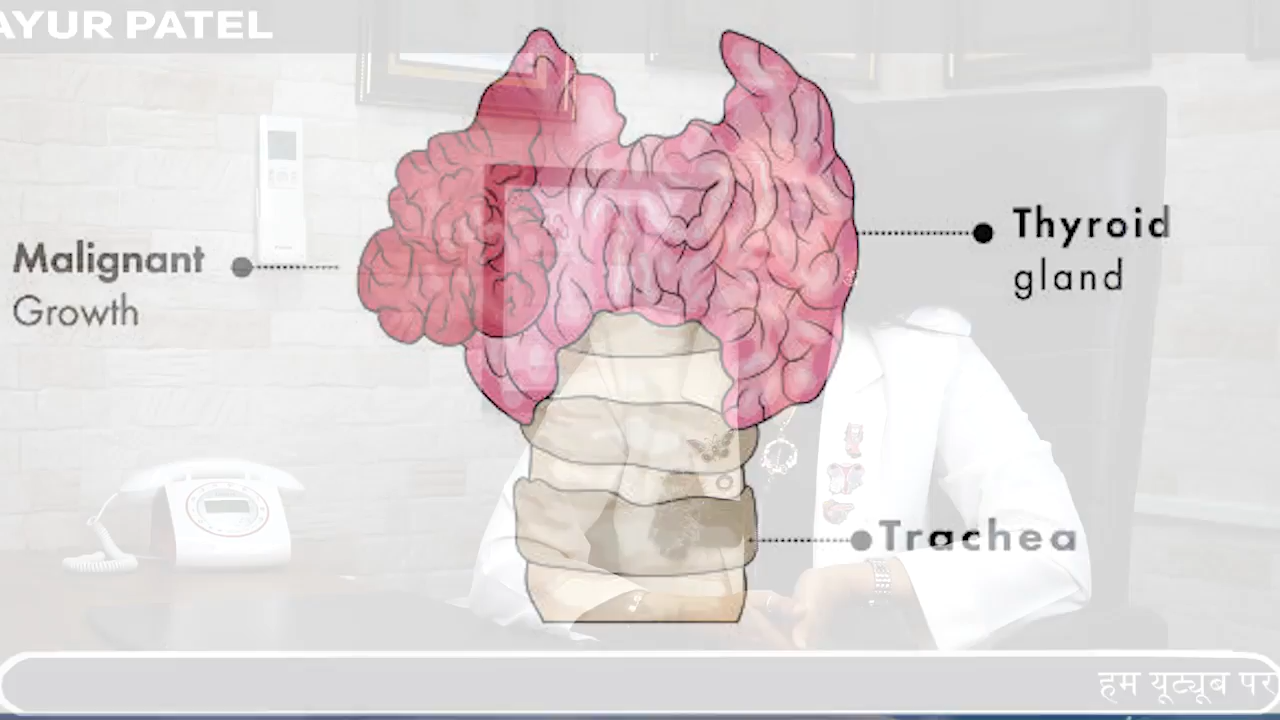 AYUR PATEL
Thyroid
gland
Malignant
Growth
Trachea
हम यूट्यूब पर